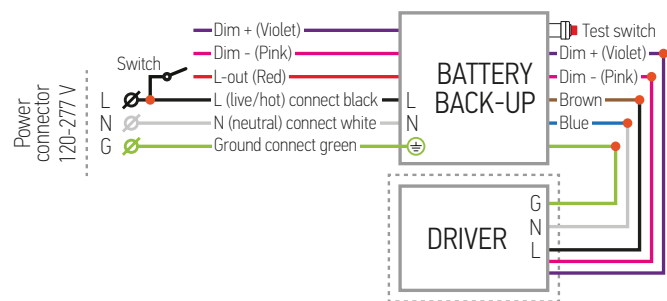 Dim + (Violet)
Dim - (Pink)
L-out (Red)
L (live/hot) connect black
N (neutral) connect white
Ground connect green
Switch
Power
connector
120-277 V
L
N
G
L
N
BATTERY
BACK-UP
Test switch
Dim + (Violet)
Dim - (Pink)
Brown
Blue
DRIVER
G
N
L